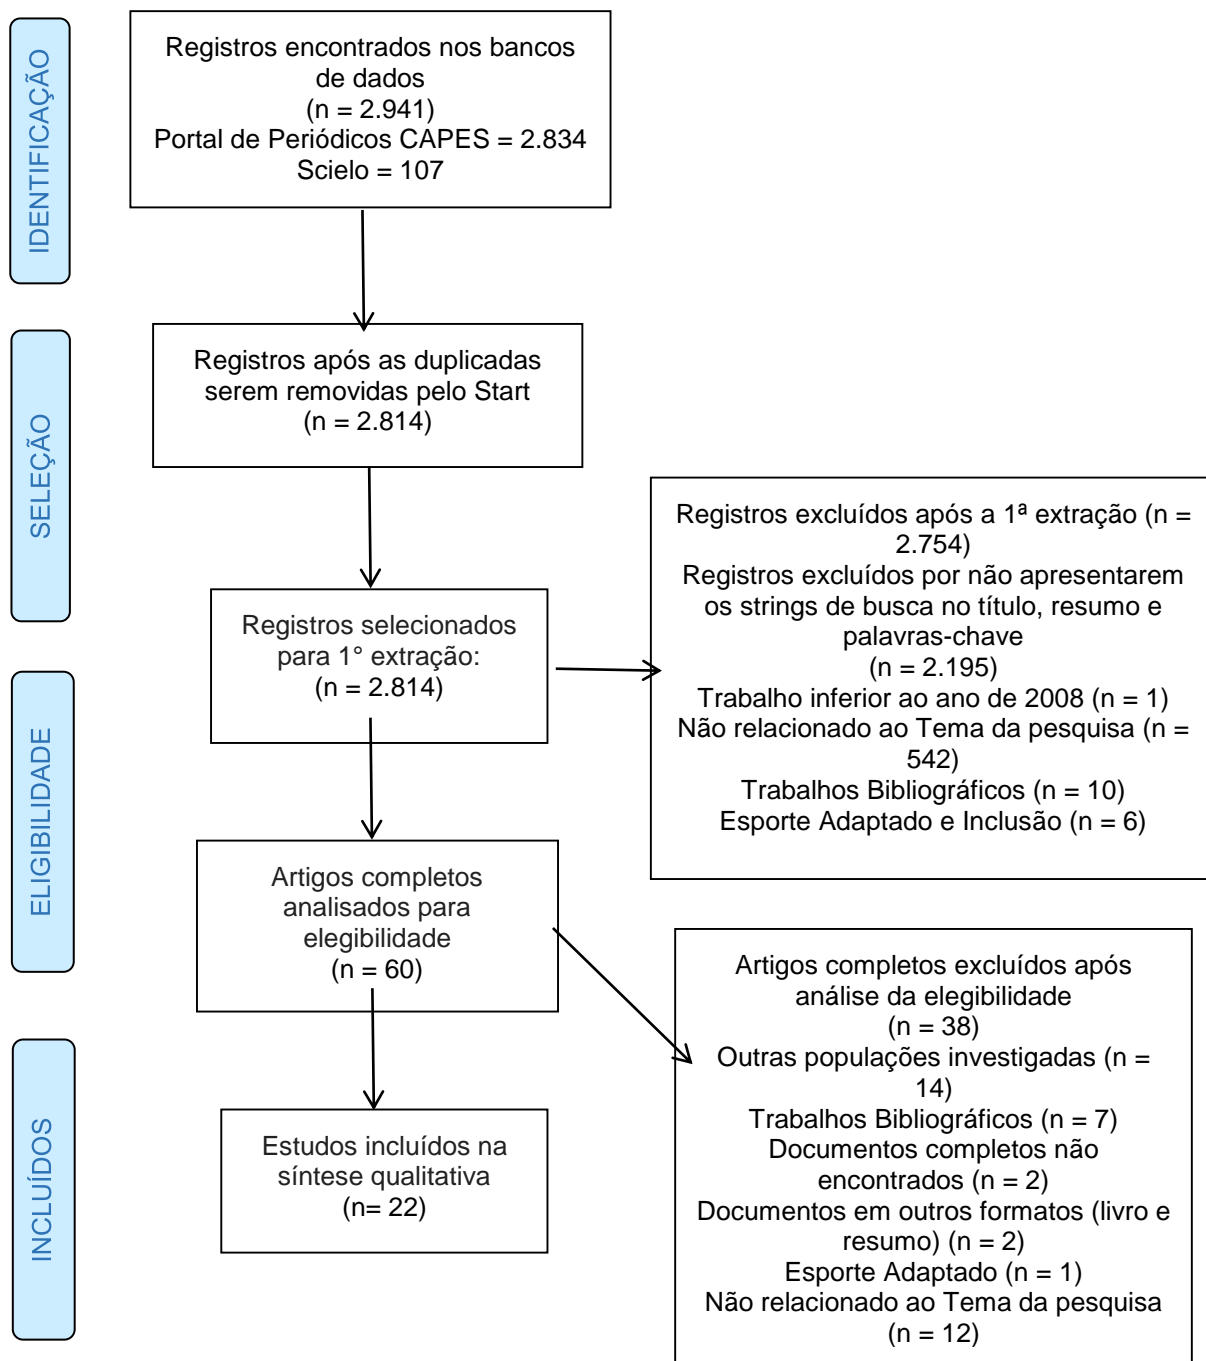 IDENTIFICAÇÃO
Registros encontrados nos bancos
de dados
(n = 2.941)
Portal de Periódicos CAPES = 2.834
Scielo = 107
SELEÇÃO
Registros após as duplicadas
serem removidas pelo Start
(n = 2.814)
Registros selecionados
para 1° extração:
(n = 2.814)
Registros excluídos após a 1ª extração (n =
2.754)
Registros excluídos por não apresentarem
os strings de busca no título, resumo e
palavras-chave
(n = 2.195)
Trabalho inferior ao ano de 2008 (n = 1)
Não relacionado ao Tema da pesquisa (n =
542)
Trabalhos Bibliográficos (n = 10)
Esporte Adaptado e Inclusão (n = 6)
ELIGIBILIDADE
Artigos completos
analisados para
elegibilidade
(n = 60)
Artigos completos excluídos após
análise da elegibilidade
(n = 38)
Outras populações investigadas (n =
14)
Trabalhos Bibliográficos (n = 7)
Documentos completos não
encontrados (n = 2)
Documentos em outros formatos (livro e
resumo) (n = 2)
Esporte Adaptado (n = 1)
Não relacionado ao Tema da pesquisa
(n = 12)
INCLUÍDOS
Estudos incluídos na
síntese qualitativa
(n= 22)